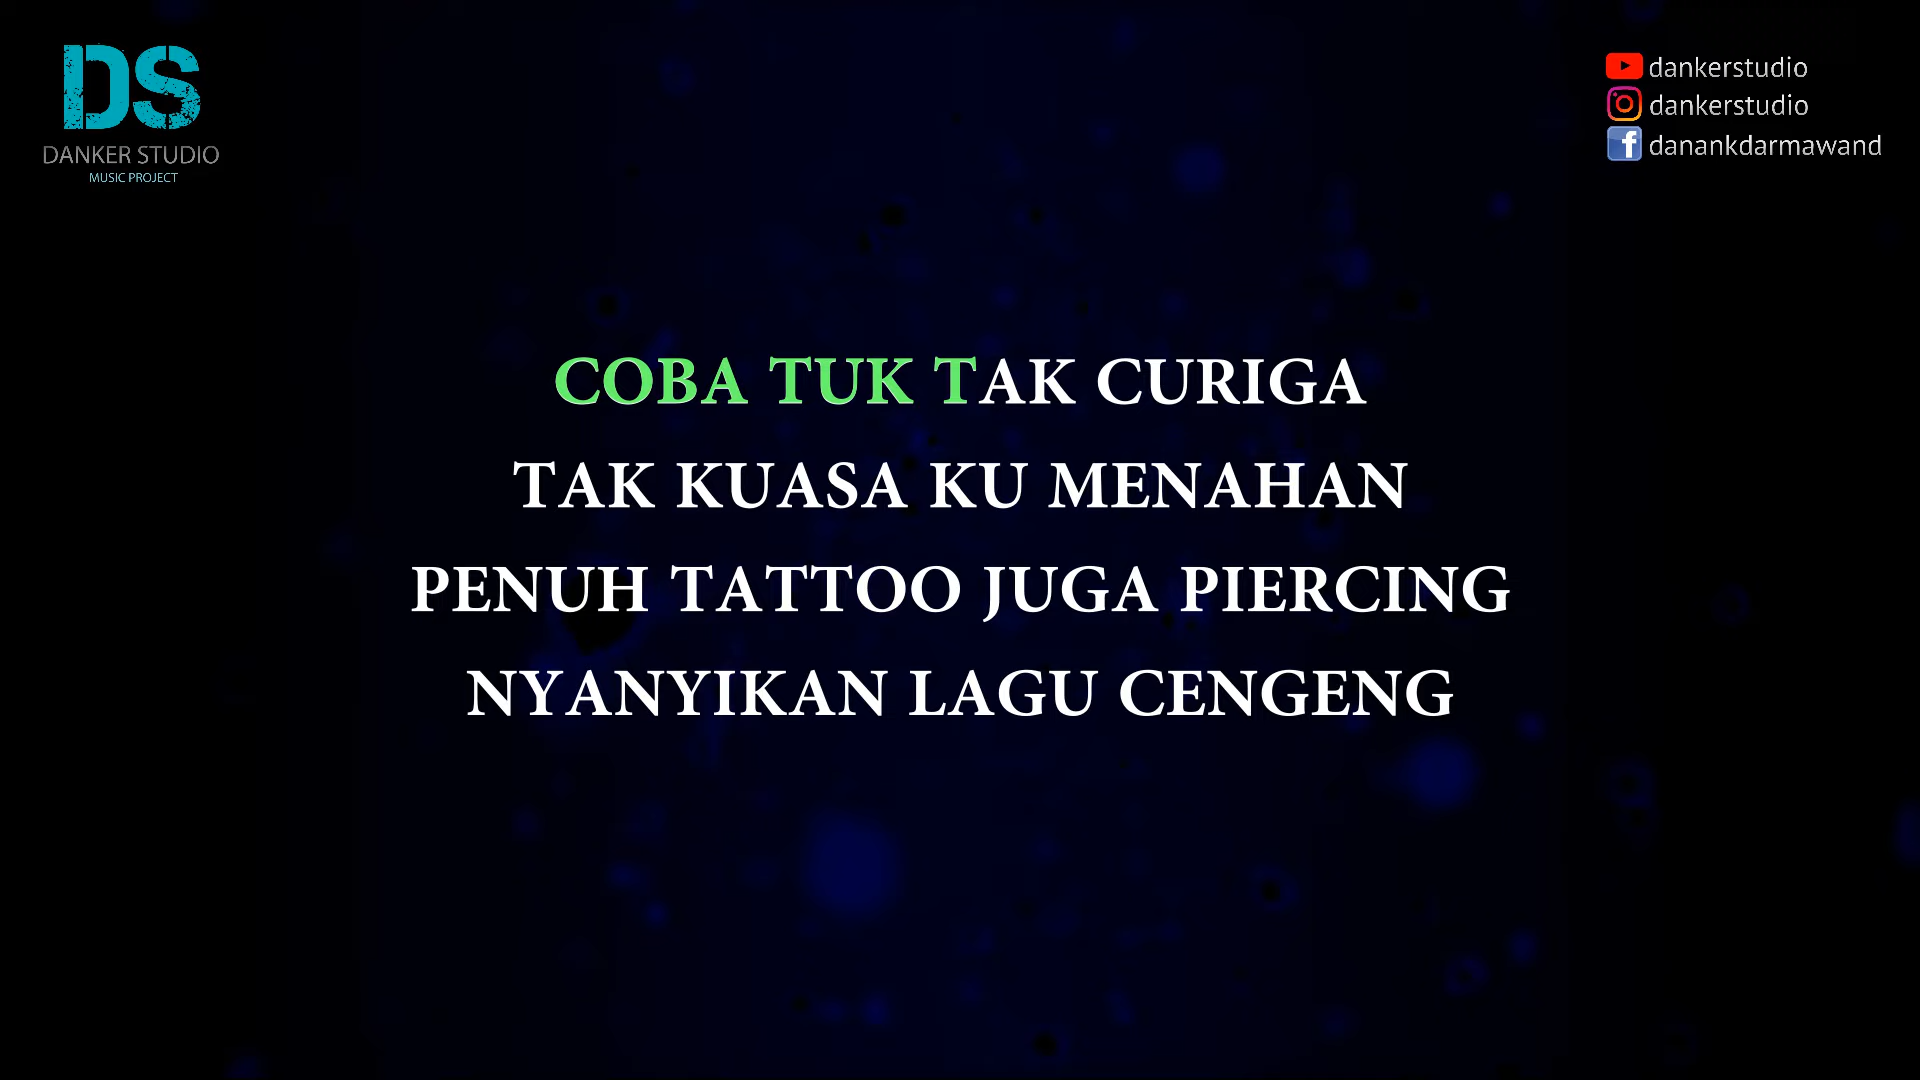 DS
DANKER STUDIO
MUSIC PROJECT
dankerstudio
dankerstudio
danankdarmawand
COBA TUK TAK CURIGA
TAK KUASA KU MENAHAN
PENUH TATTOO JUGA PIERCING
NYANYIKAN LAGU CENGENG